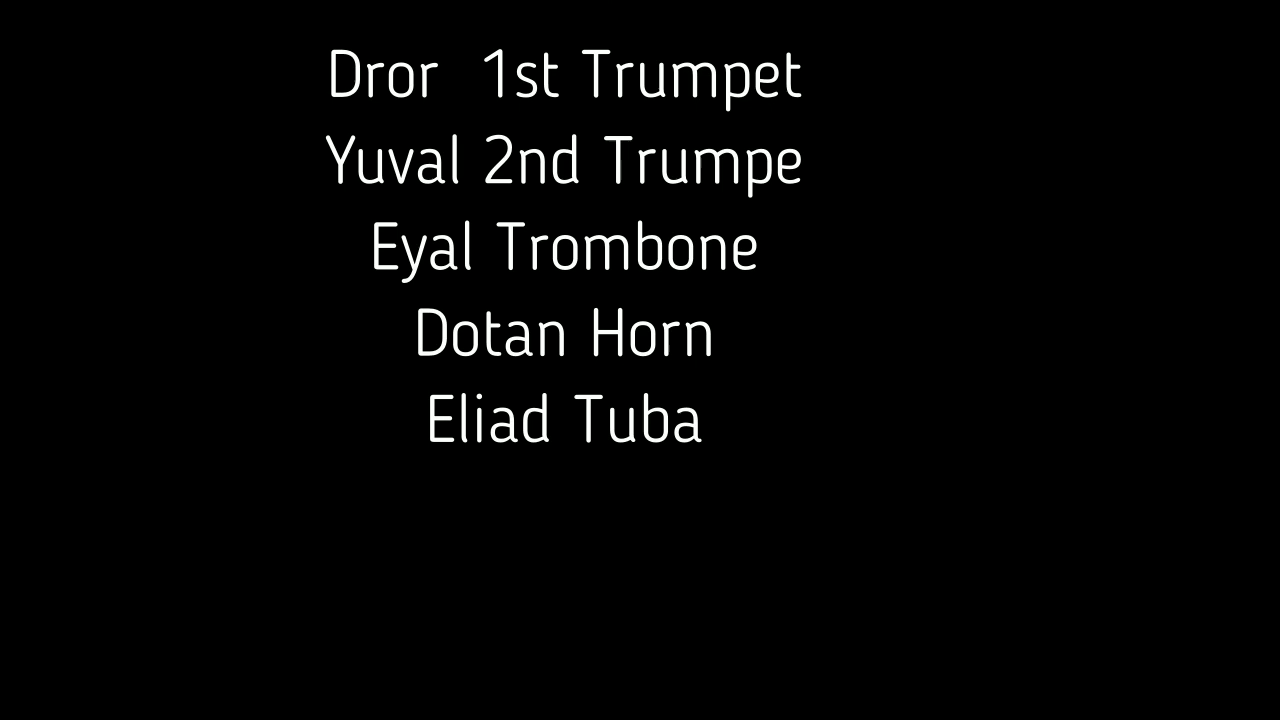 Dror  1st Trumpet
Yuval 2nd Trumpe
Eyal Trombone
Dotan Horn
Eliad Tuba